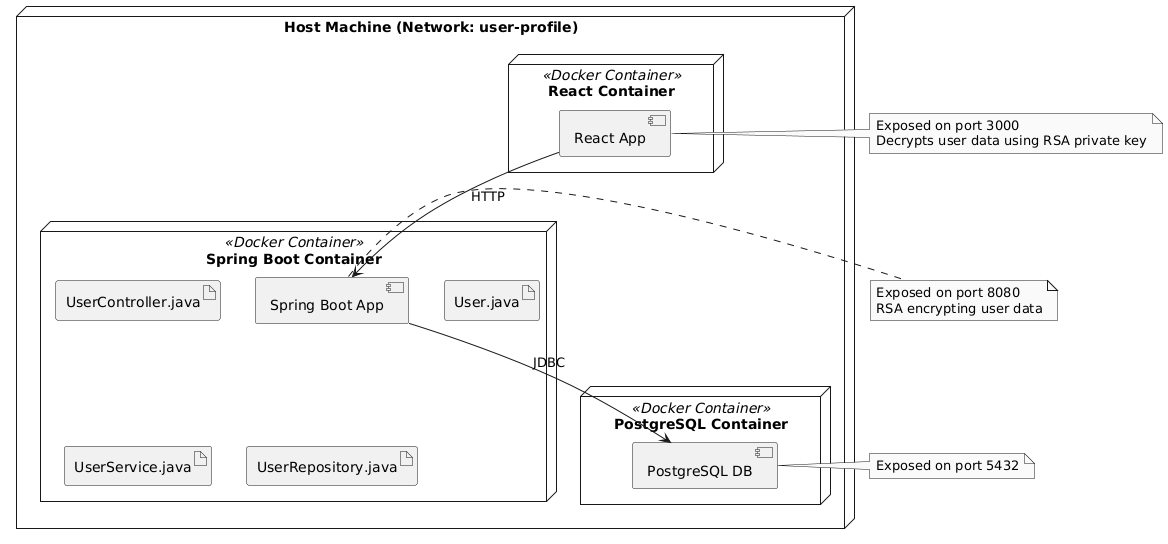 Host Machine (Network: user-profile)
«Docker Container»
React Container
React App
Exposed on port 3000
Decrypts user data using RSA private key
HTTP
«Docker Container»
Spring Boot Container
UserController.java
Spring Boot App
User.java
Exposed on port 8080
RSA encrypting user data
JDBC
«Docker Container»
PostgreSQL Container
UserService.java
UserRepository.java
PostgreSQL DB
Exposed on port 5432